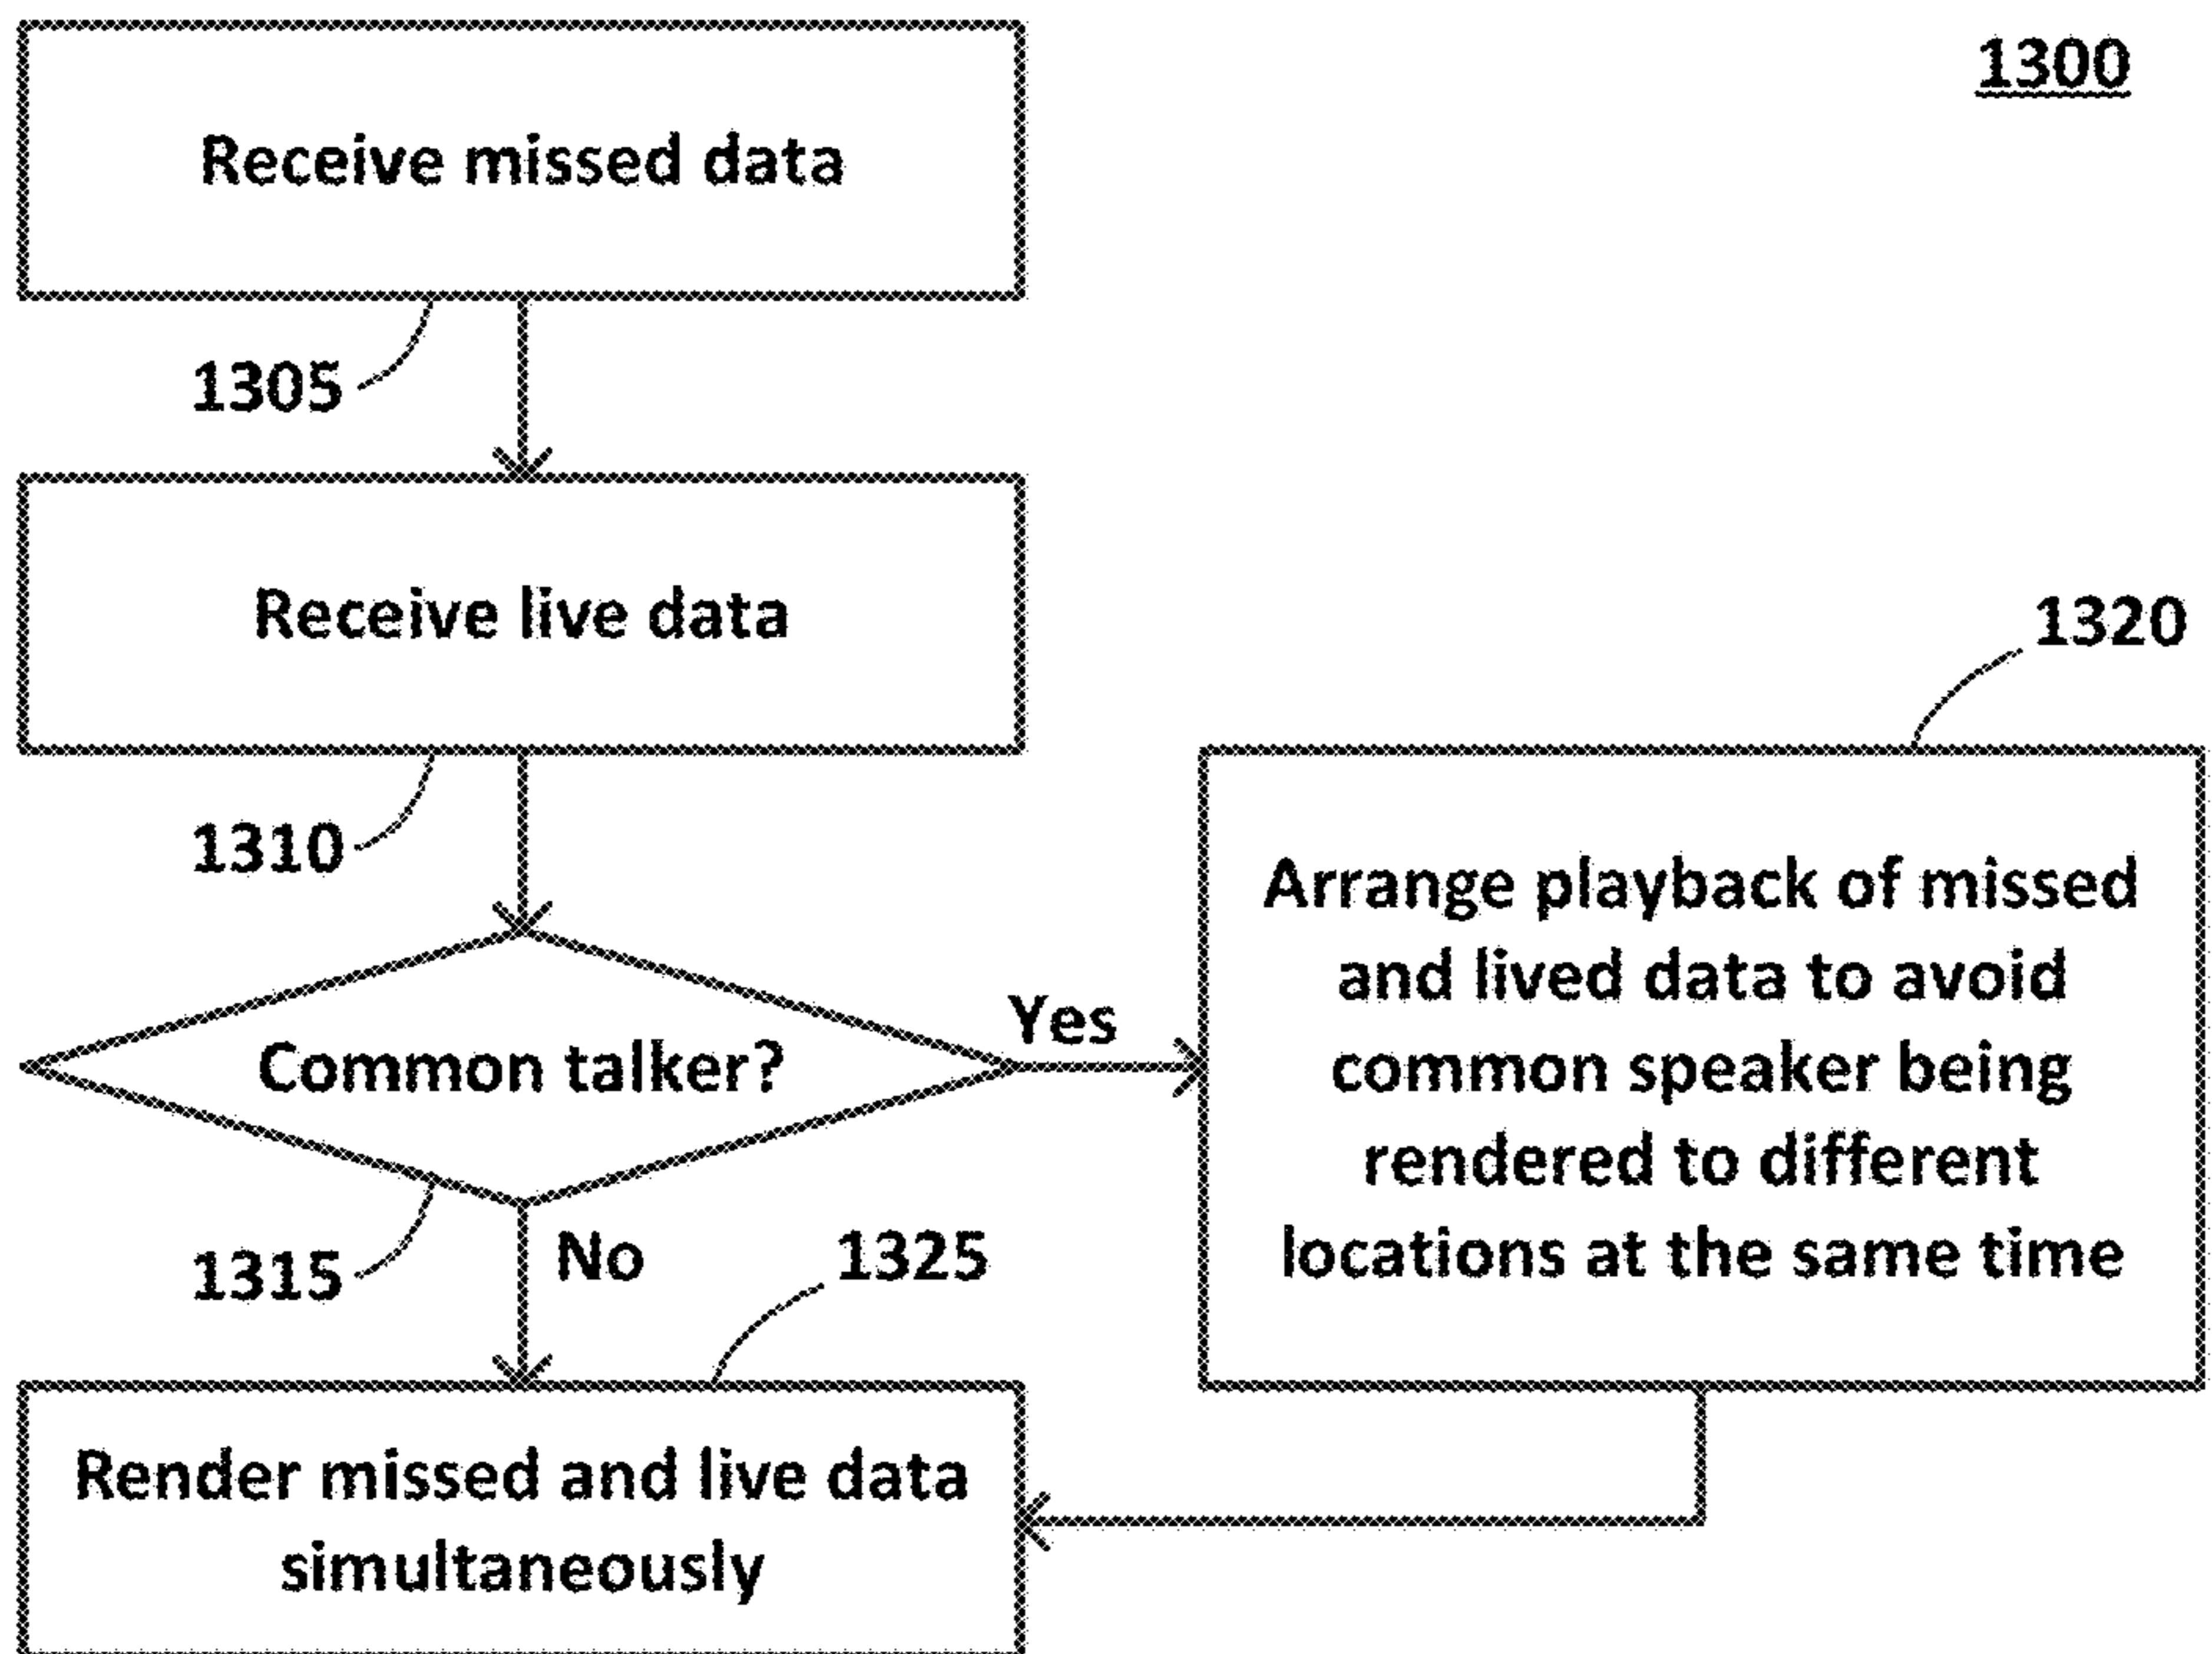 1300
Receive missed data
1305
Receive live data
1310
1320
Common talker?
Yes
Arrange playback of missed
and lived data to avoid
common speaker being
rendered to different
locations at the same time
1315
No
1325
Render missed and live data
simultaneously